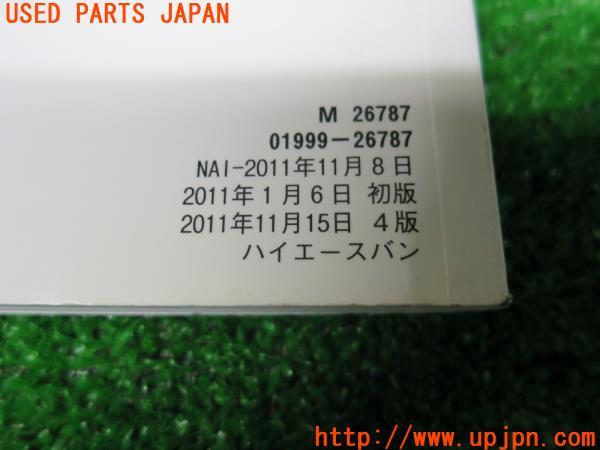 USED PARTS JAPAN
M 26787
01999-26787
NAI-2011年11月8日
2011年1月6日 初版
2011年11月15日 4版
ハイエースバン
http://www.upjpn.com